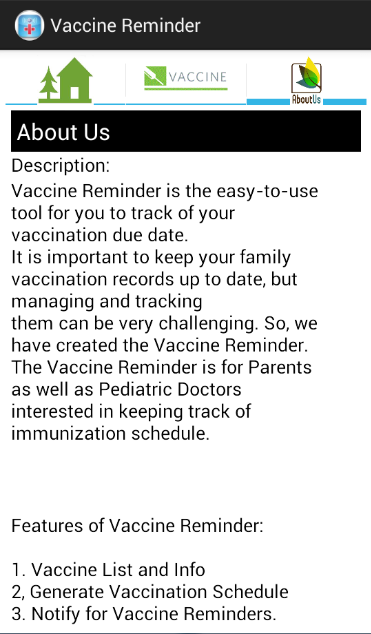 Vaccine Reminder
VACCINE
AboutUs
About Us
Description:
Vaccine Reminder is the easy-to-use
tool for you to track of your
vaccination due date.
It is important to keep your family
vaccination records up to date, but
managing and tracking
them can be very challenging. So, we
have created the Vaccine Reminder.
The Vaccine Reminder is for Parents
as well as Pediatric Doctors
interested in keeping track of
immunization schedule.
Features of Vaccine Reminder:
1. Vaccine List and Info
2, Generate Vaccination Schedule
3. Notify for Vaccine Reminders.